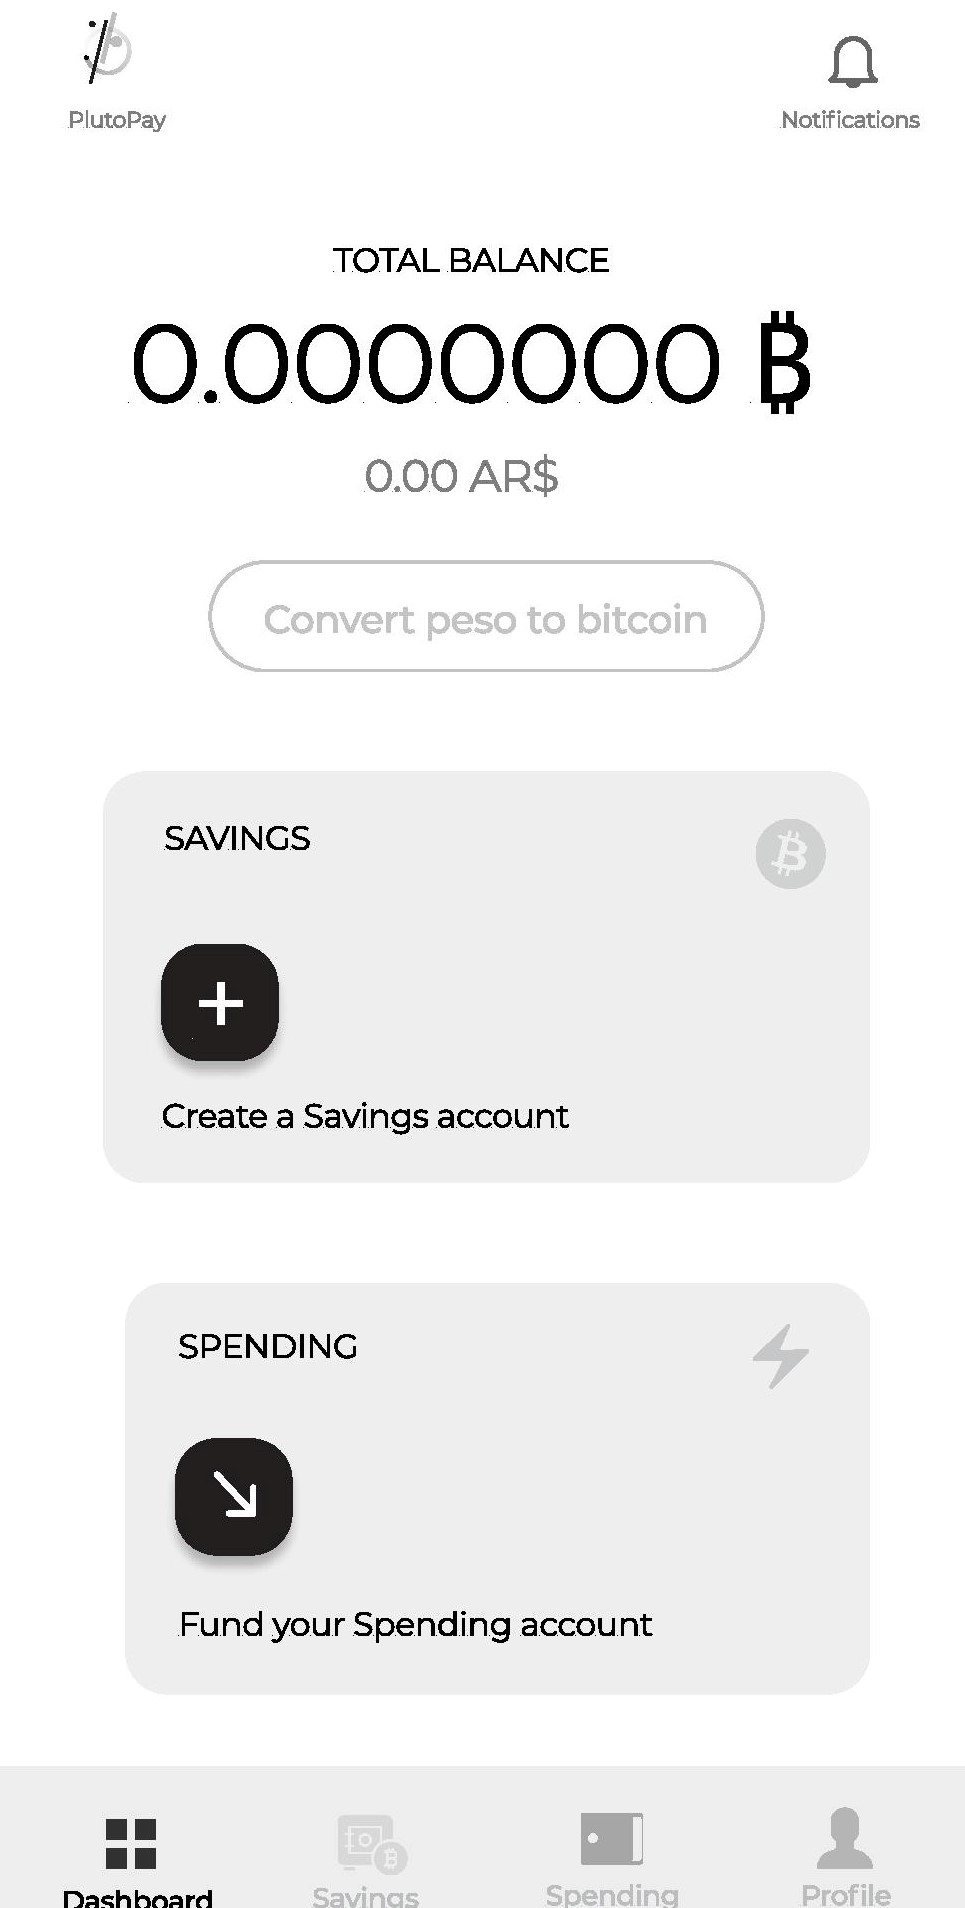 PlutoPay
Notifications
TOTAL BALANCE
0.0000000 ₿
0.00 AR$
Convert peso to bitcoin
SAVINGS
Create a Savings account
SPENDING
Fund your Spending account
Dashboard
Savings
Spending
Profile